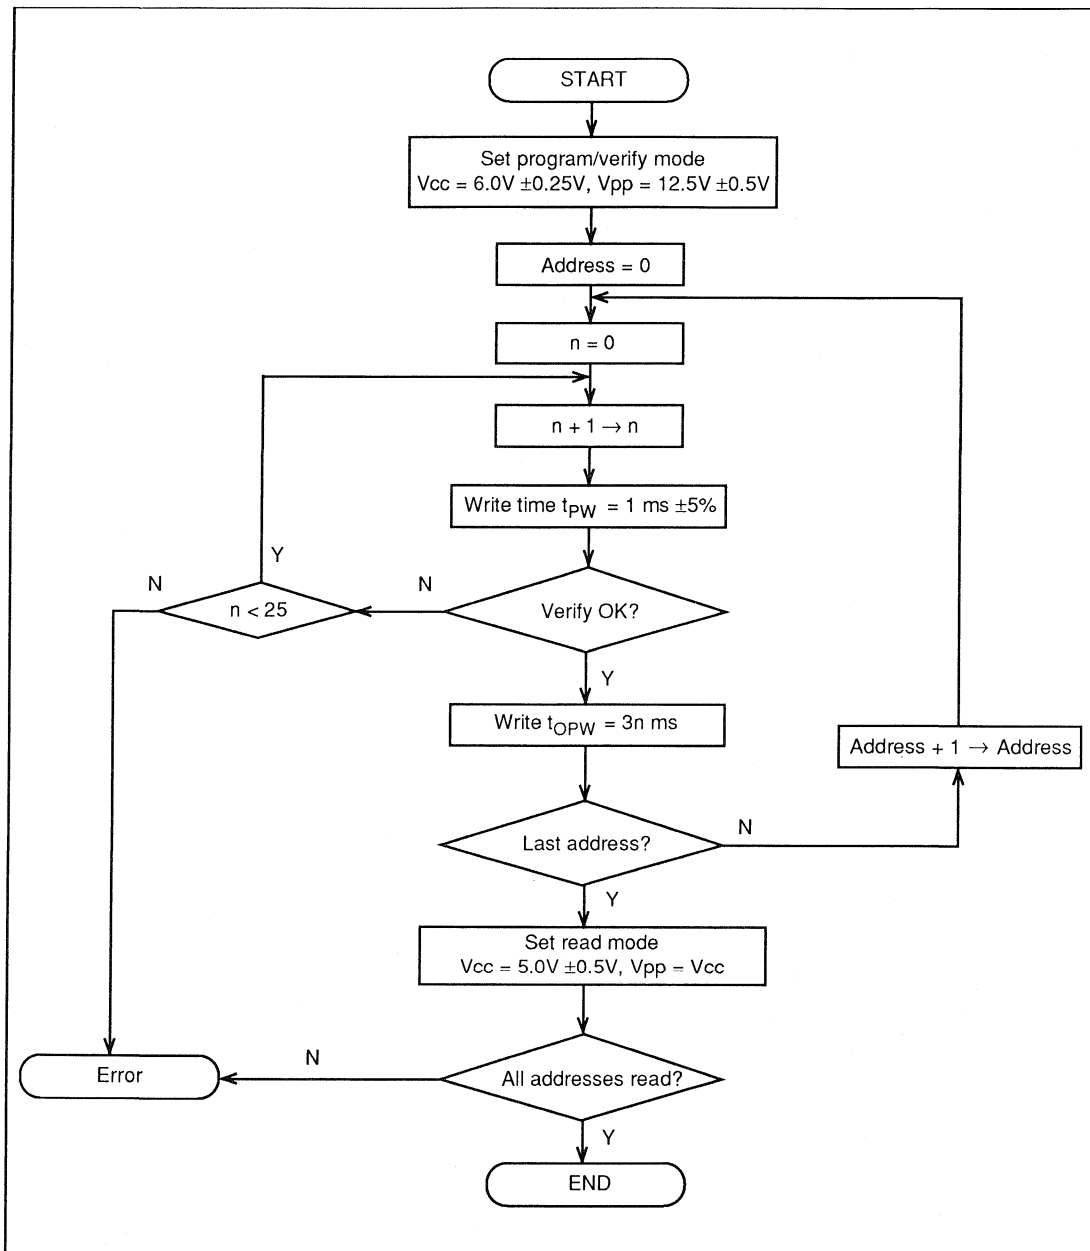 START
Set program/verify mode
Vcc = 6.0V ±0.25V, Vpp = 12.5V ±0.5V
Address = 0
n = 0
n + 1 → n
Write time tPW = 1 ms ±5%
Y
N
n < 25
N
Verify OK?
Y
Write tOPW = 3n ms
Address + 1 → Address
Last address?
N
Y
Set read mode
Vcc = 5.0V ±0.5V, Vpp = Vcc
Error
N
All addresses read?
Y
END